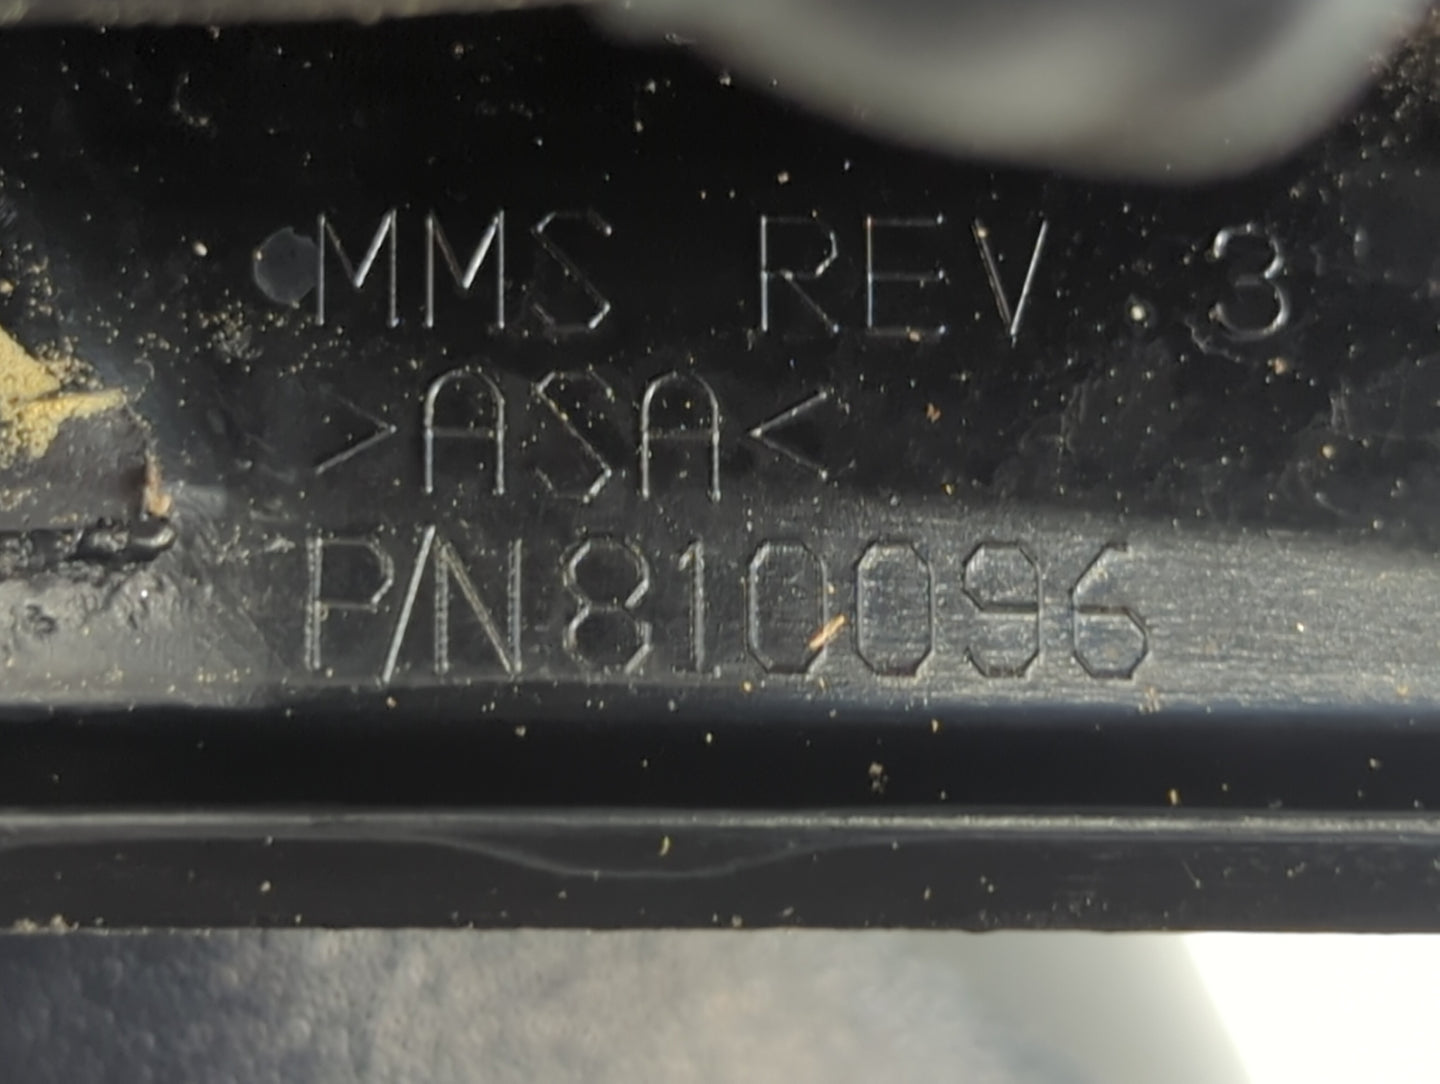 MMS REV. 3
>ASA<
P/N810096